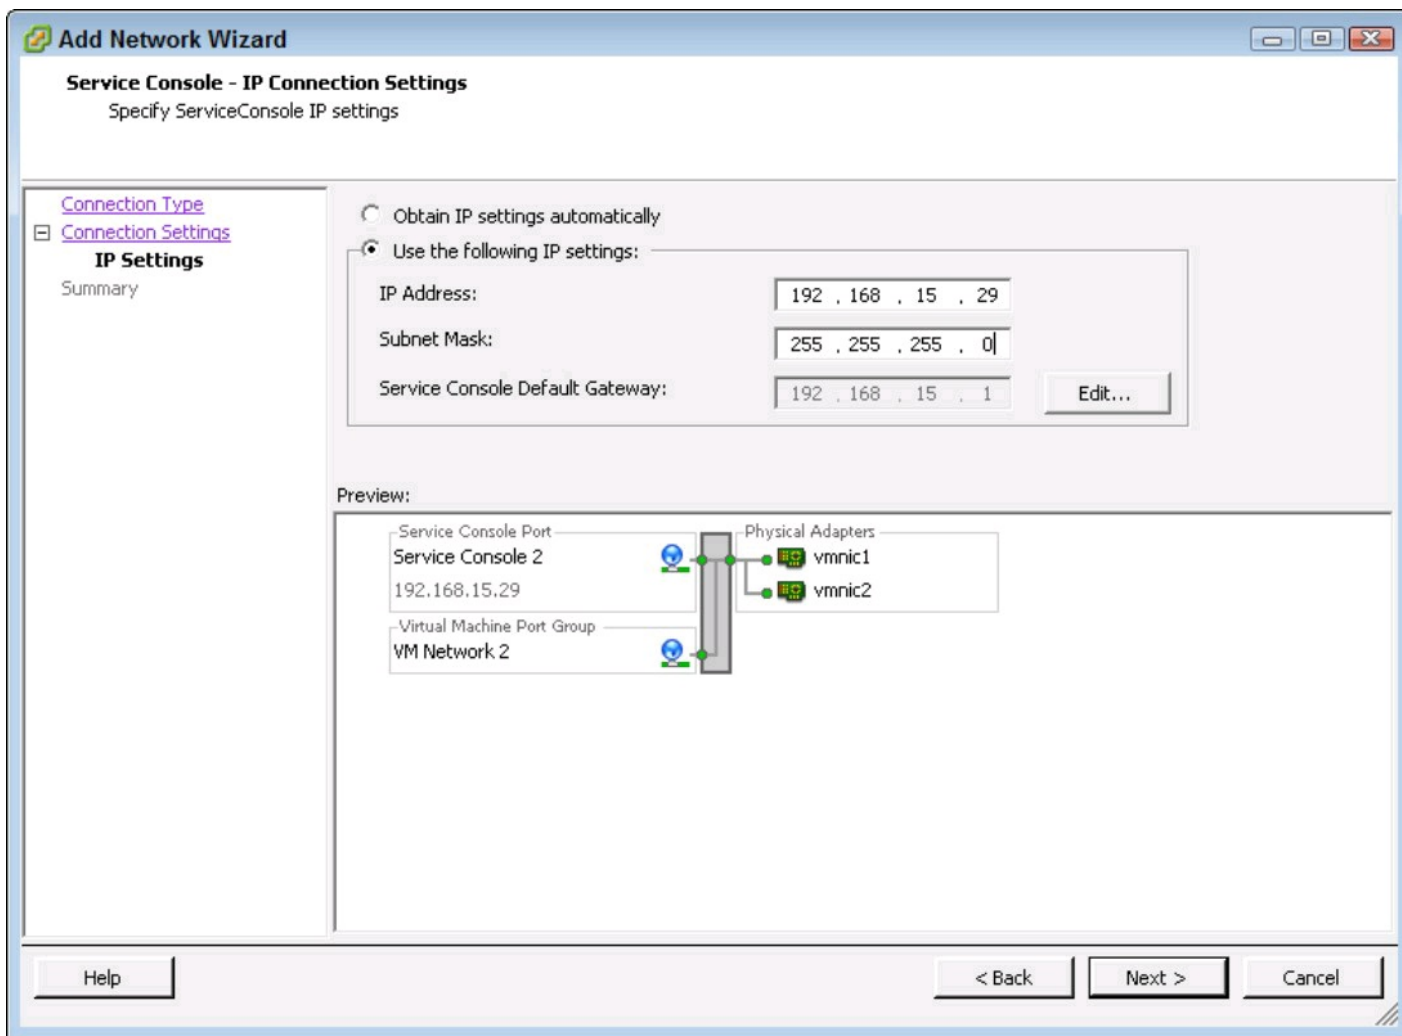 Add Network Wizard
Service Console - IP Connection Settings
Specify ServiceConsole IP settings
Connection Type
Connection Settings
IP Settings
Summary
Obtain IP settings automatically
Use the following IP settings:
IP Address: 192 . 168 . 15 . 29
Subnet Mask: 255 . 255 . 255 . 0
Service Console Default Gateway: 192 . 168 . 15 . 1 Edit...
Preview:
Service Console Port
Service Console 2
192.168.15.29
Virtual Machine Port Group
VM Network 2
Physical Adapters
vmnic1
vmnic2
Help < Back Next > Cancel